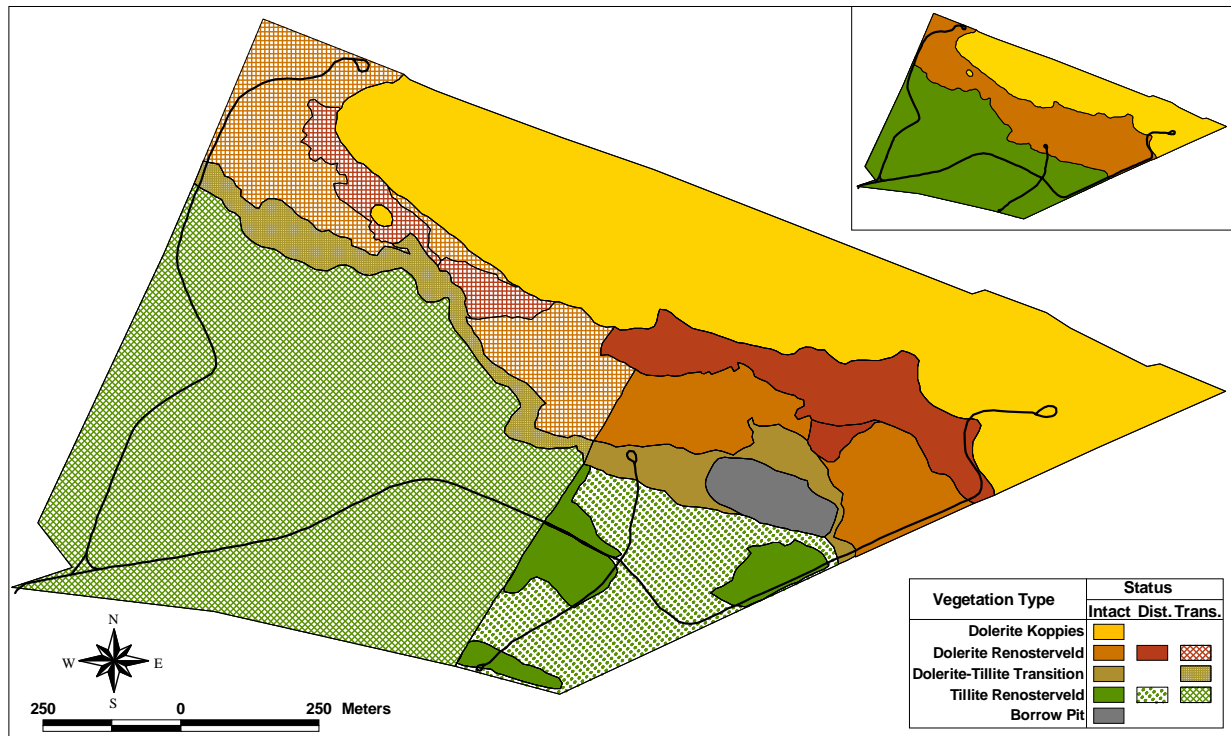 N
W E
S
250 0 250 Meters
Vegetation Type Status
Intact Dist. Trans.
Dolerite Koppies
Dolerite Renosterveld
Dolerite-Tillite Transition
Tillite Renosterveld
Borrow Pit